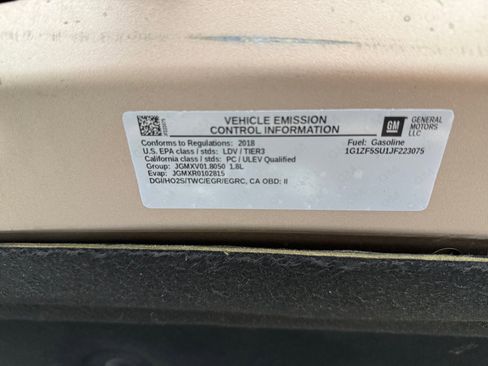 VEHICLE EMISSION
CONTROL INFORMATION
GM GENERAL
MOTORS
LLC
Conforms to Regulations: 2018
U.S. EPA class / stds: LDV / TIER3
California class / stds: PC / ULEV Qualified
Group: JGMXV01.8050 1.8L
Evap: JGMXR0102815
DGI/HO2S/TWC/EGR/EGRC, CA OBD: II
Fuel: Gasoline
1G1ZF5SU1JF223075